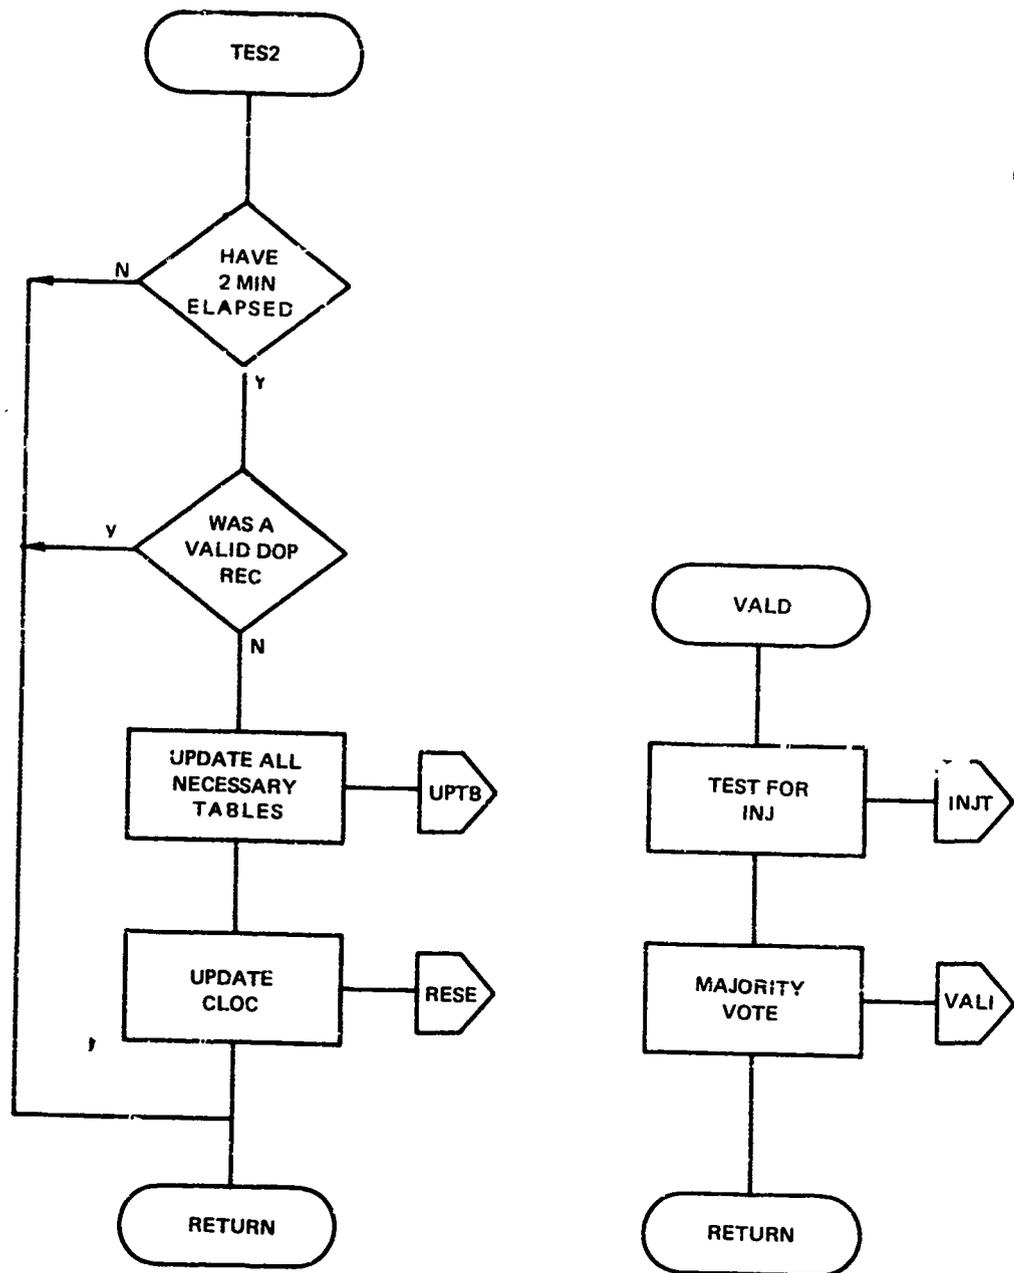 TES2
HAVE
2 MIN
ELAPSED
N
Y
WAS A
VALID DOP
REC
Y
N
UPDATE ALL
NECESSARY
TABLES
UPTB
UPDATE
CLOC
RESE
RETURN
VALD
TEST FOR
INJ
INJT
MAJORITY
VOTE
VALI
RETURN